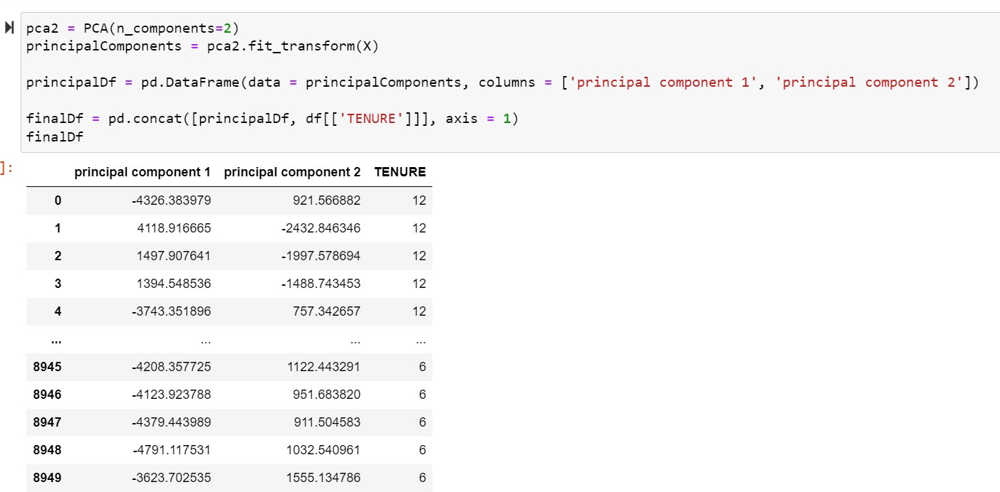 pca2 = PCA(n_components=2)
principalComponents = pca2.fit_transform(X)
principalDf = pd.DataFrame(data = principalComponents, columns = ['principal component 1', 'principal component 2'])
finalDf = pd.concat([principalDf, df[['TENURE']]], axis = 1)
finalDf
]:
principal component 1 principal component 2 TENURE
0 -4326.383979 921.566882 12
1 4118.916665 -2432.846346 12
2 1497.907641 -1997.578694 12
3 1394.548536 -1488.743453 12
4 -3743.351896 757.342657 12
... ... ... ...
8945 -4208.357725 1122.443291 6
8946 -4123.923788 951.683820 6
8947 -4379.443989 911.504583 6
8948 -4791.117531 1032.540961 6
8949 -3623.702535 1555.134786 6